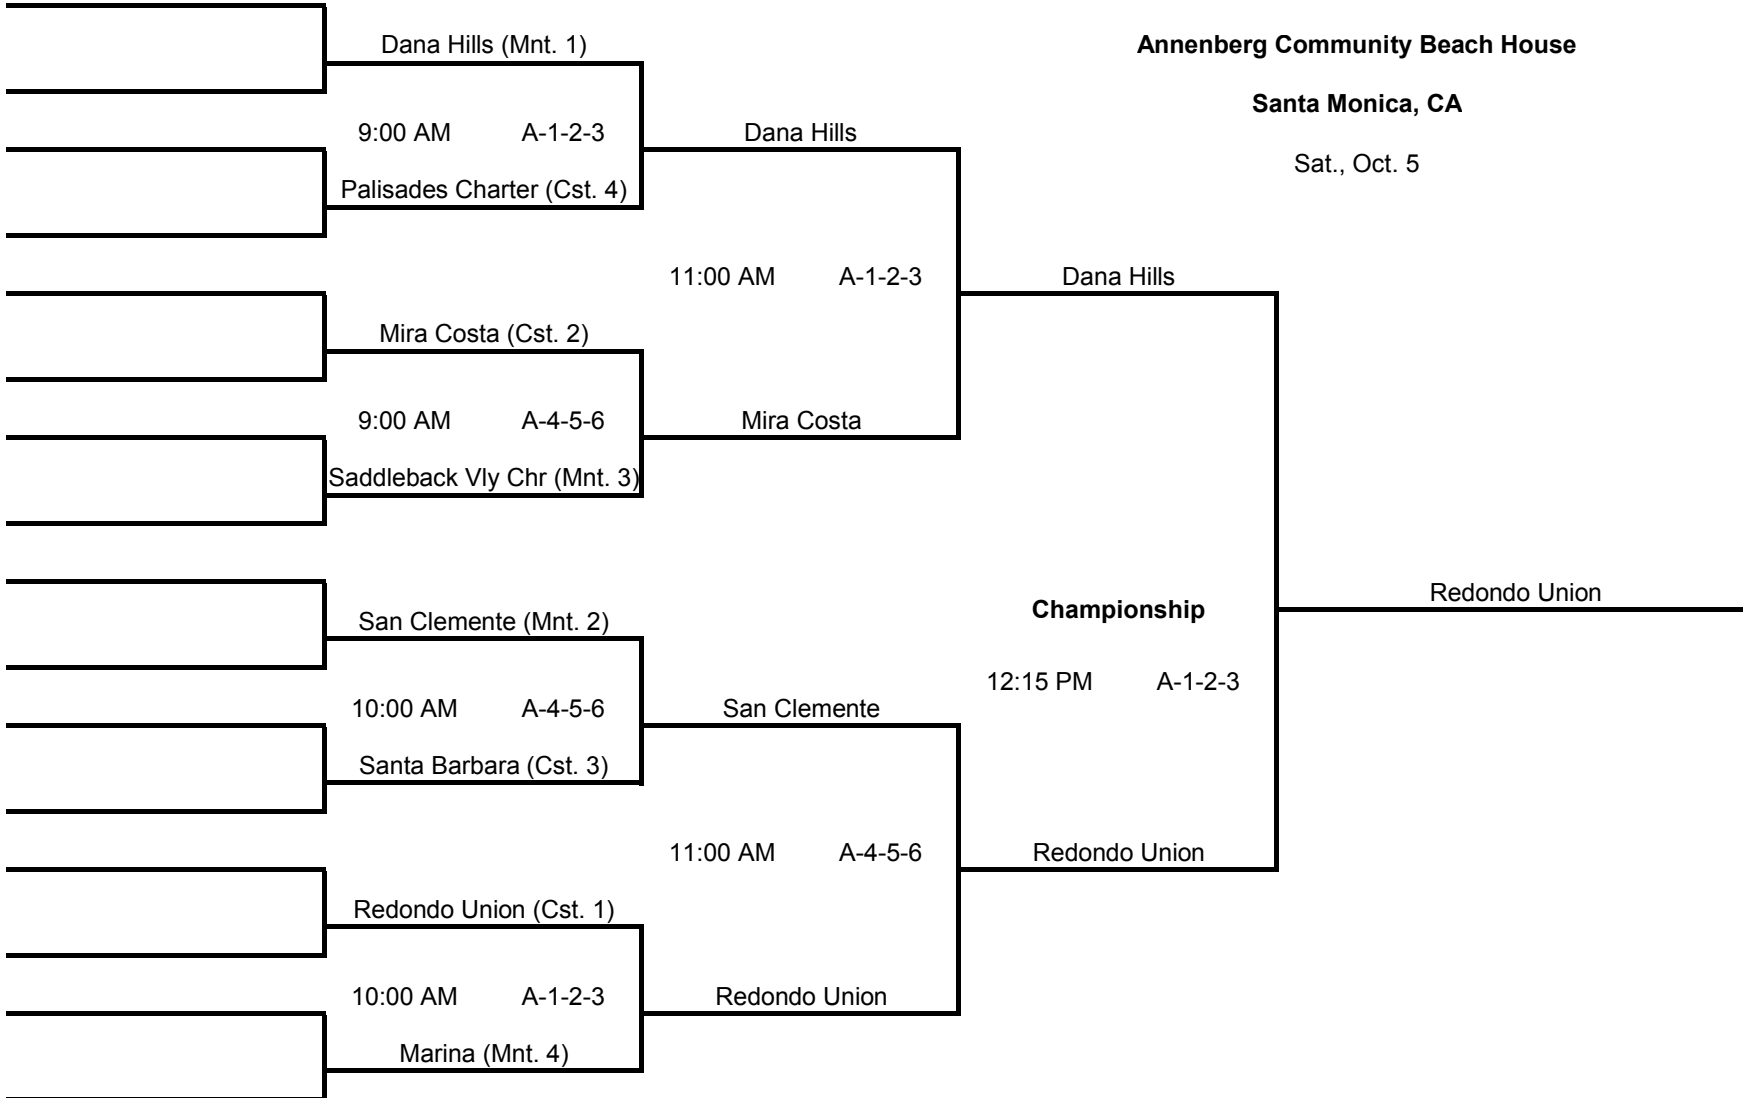 Dana Hills (Mnt. 1)
Annenberg Community Beach House
Santa Monica, CA
9:00 AM A-1-2-3
Dana Hills
Sat., Oct. 5
Palisades Charter (Cst. 4)
11:00 AM A-1-2-3
Dana Hills
Mira Costa (Cst. 2)
9:00 AM A-4-5-6
Mira Costa
Saddleback Vly Chr (Mnt. 3)
Redondo Union
Championship
San Clemente (Mnt. 2)
12:15 PM A-1-2-3
10:00 AM A-4-5-6
San Clemente
Santa Barbara (Cst. 3)
11:00 AM A-4-5-6
Redondo Union
Redondo Union (Cst. 1)
10:00 AM A-1-2-3
Redondo Union
Marina (Mnt. 4)